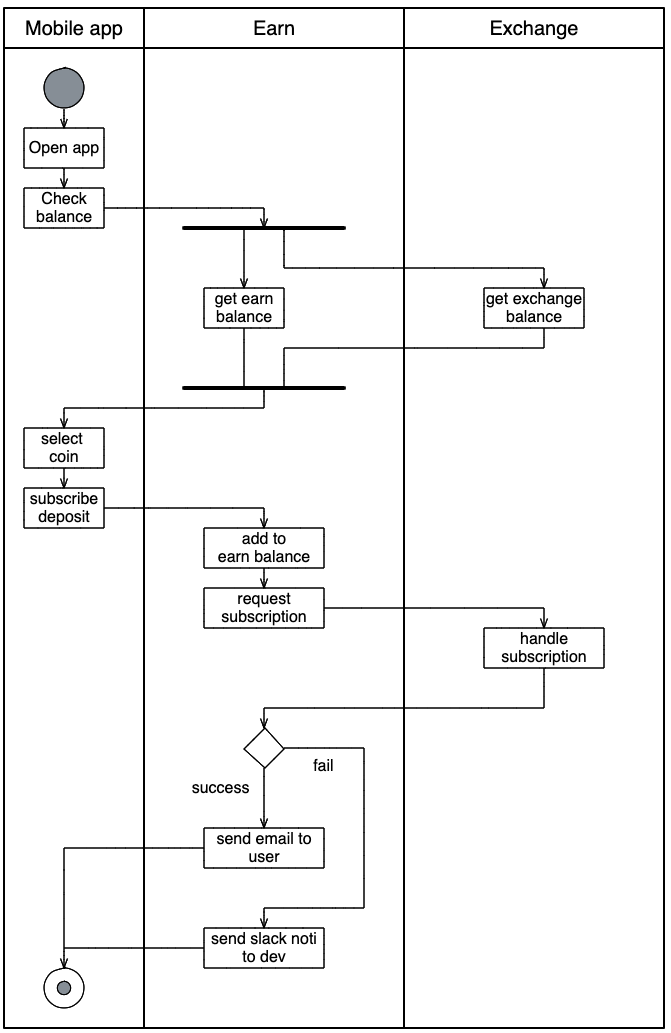 Mobile app
Earn
Exchange
Open app
Check
balance
get earn
balance
get exchange
balance
select
coin
subscribe
deposit
add to
earn balance
request
subscription
handle
subscription
fail
success
send email to
user
send slack noti
to dev